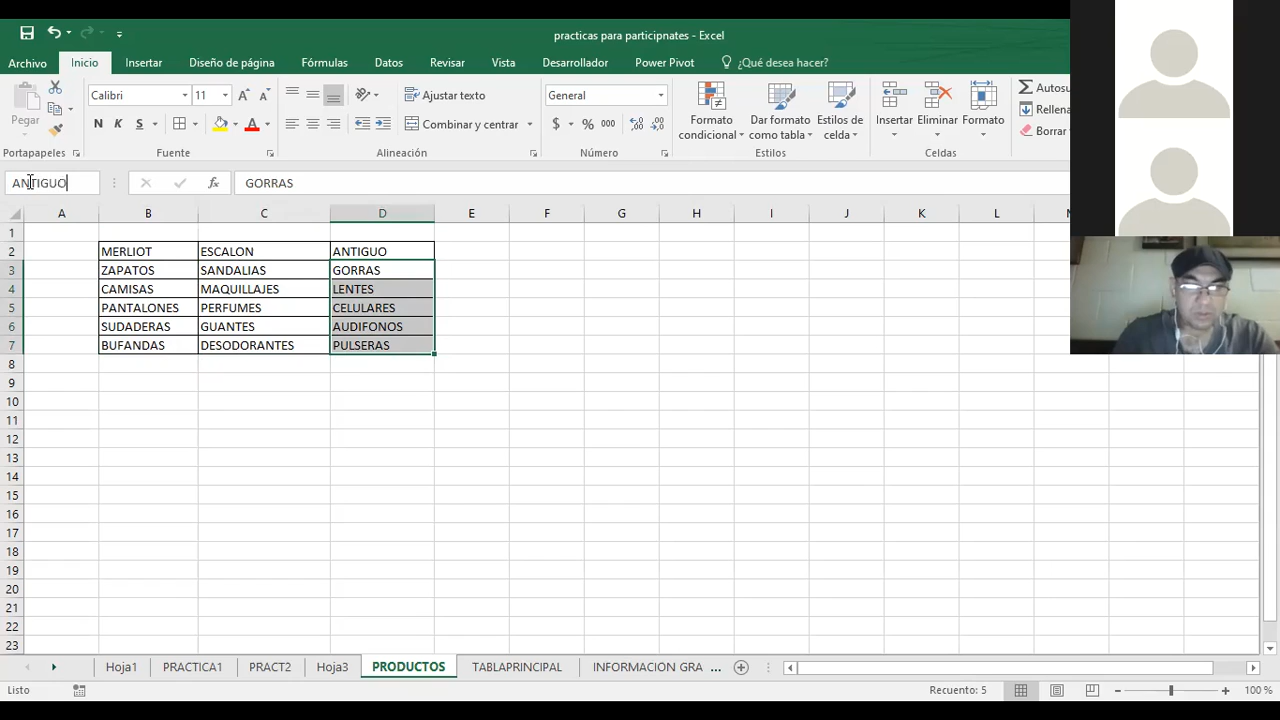 practicas para participnates - Excel
Archivo Inicio Insertar Diseño de página Fórmulas Datos Revisar Vista Desarrollador Power Pivot ¿Qué desea hacer?
Pegar
Calibri 11
N K S
Ajustar texto
Combinar y centrar
General
$ % 000
Formato condicional
Dar formato como tabla
Estilos de celda
Insertar Eliminar Formato
Autosu
Rellena
Borrar
Portapapeles Fuente Alineación Número Estilos Celdas
ANTIGUO fx GORRAS
A B C D E F G H I J K L
1
2 MERLIOT ESCALON ANTIGUO
3 ZAPATOS SANDALIAS GORRAS
4 CAMISAS MAQUILLAJES LENTES
5 PANTALONES PERFUMES CELULARES
6 SUDADERAS GUANTES AUDIFONOS
7 BUFANDAS DESODORANTES PULSERAS
8
9
10
11
12
13
14
15
16
17
18
19
20
21
22
23
Hoja1 PRACTICA1 PRACT2 Hoja3 PRODUCTOS TABLAPRINCIPAL INFORMACION GRA ...
Listo Recuento: 5 100 %